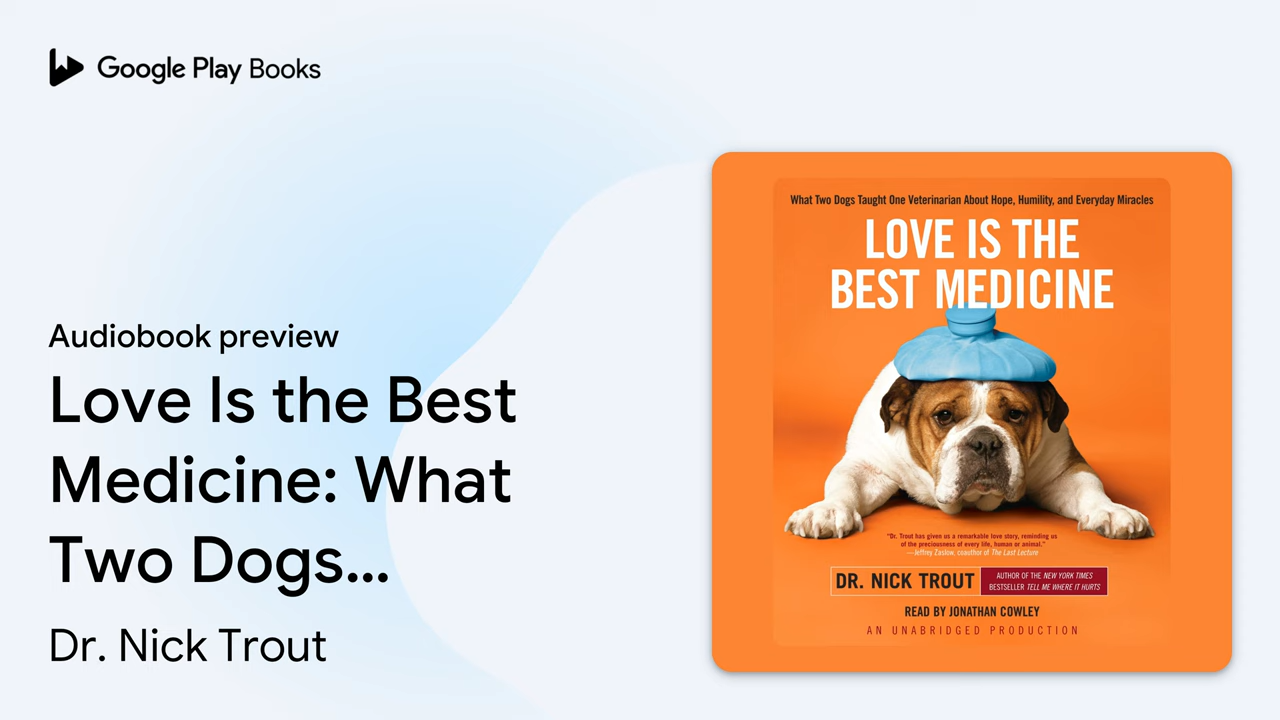 Google Play Books
Audiobook preview
Love Is the Best
Medicine: What
Two Dogs...
Dr. Nick Trout
What Two Dogs Taught One Veterinarian About Hope, Humility, and Everyday Miracles
LOVE IS THE
BEST MEDICINE
"Dr. Trout has given us a remarkable love story, reminding us
of the preciousness of every life, human or animal."
—Jeffrey Zaslow, coauthor of The Last Lecture
DR. NICK TROUT
AUTHOR OF THE NEW YORK TIMES
BESTSELLER TELL ME WHERE IT HURTS
READ BY JONATHAN COWLEY
AN UNABRIDGED PRODUCTION